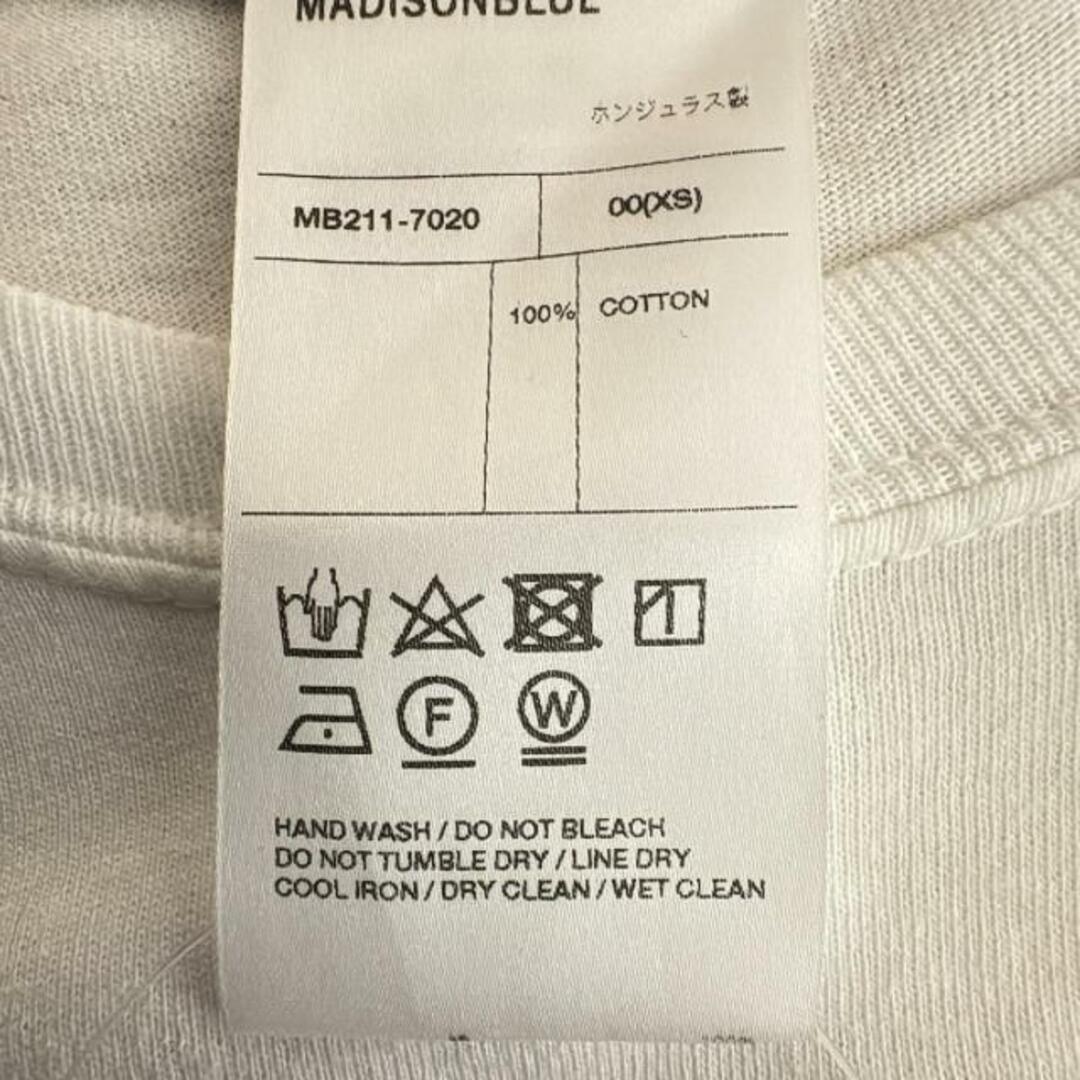 MADISONBLUE
ホンジュラス製
MB211-7020 00(XS)
100% COTTON
F W
HAND WASH / DO NOT BLEACH
DO NOT TUMBLE DRY / LINE DRY
COOL IRON / DRY CLEAN / WET CLEAN